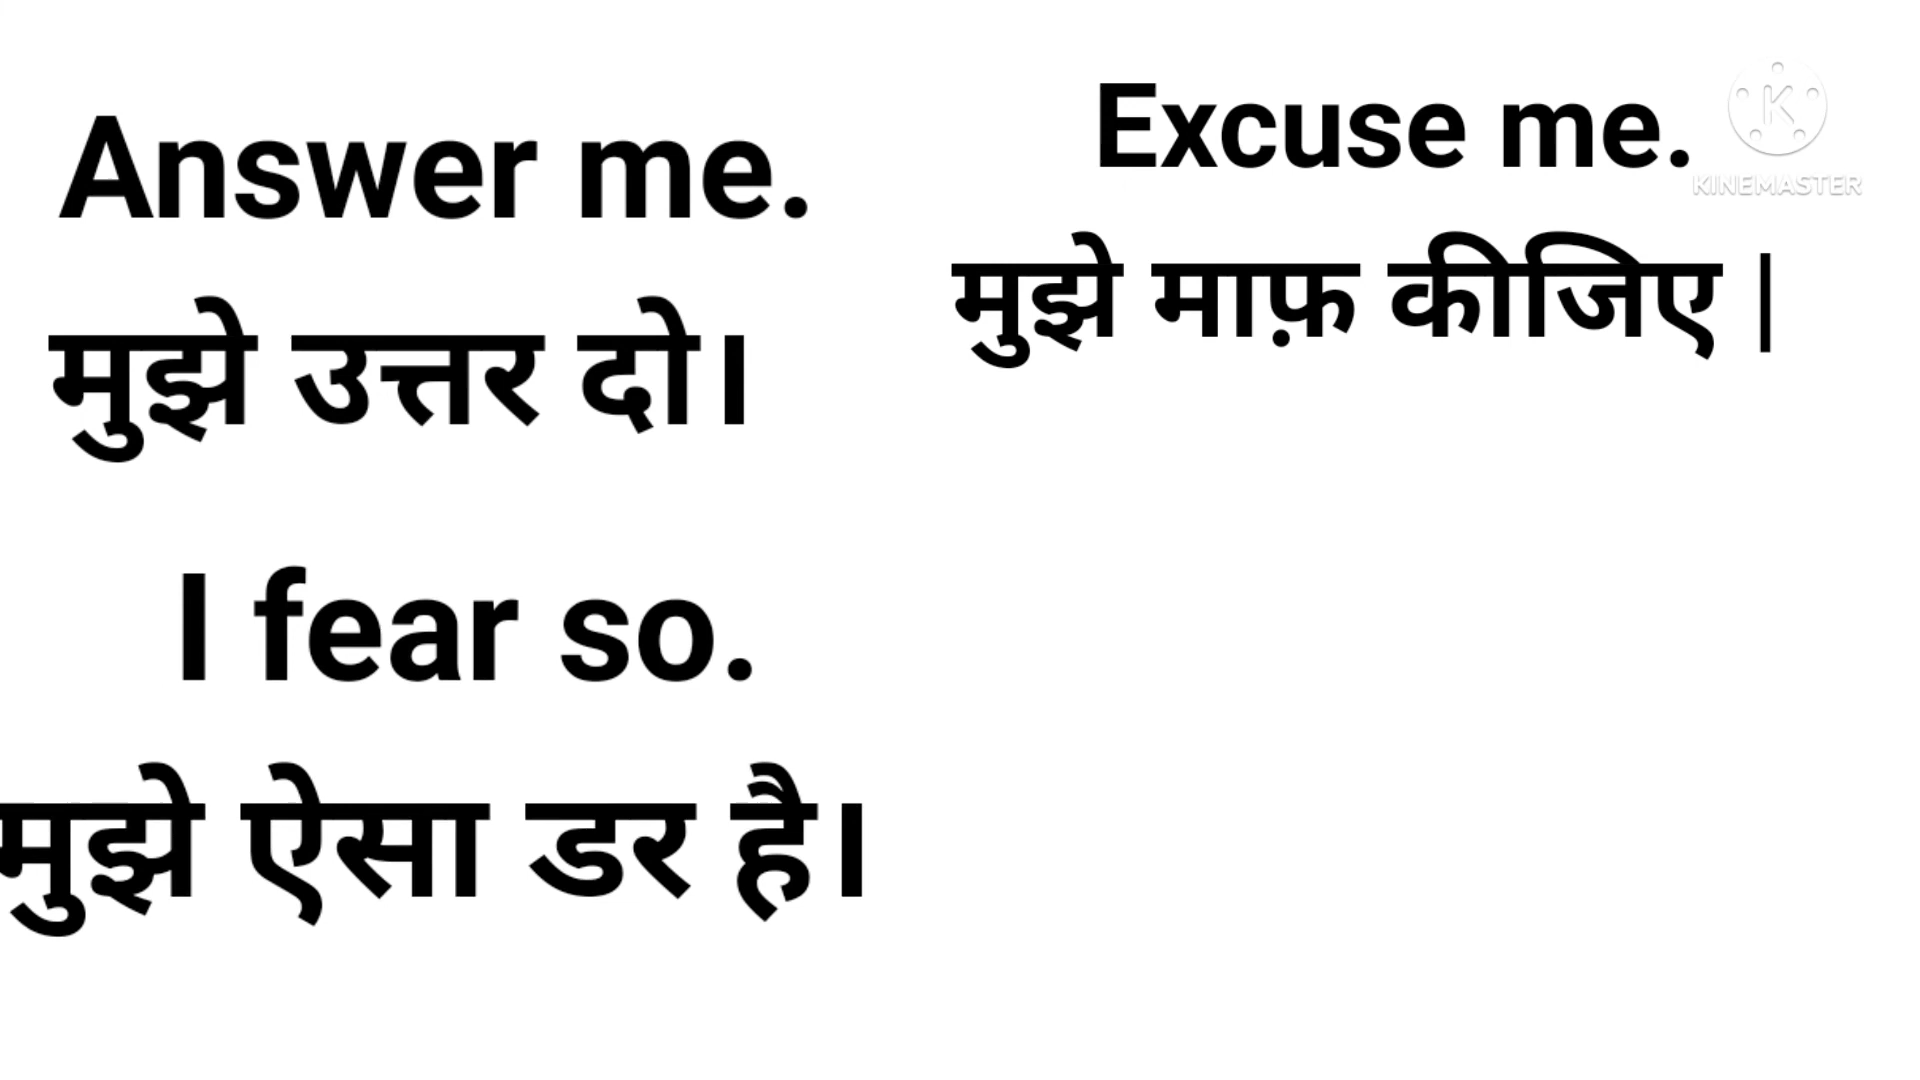 Answer me.
मुझे उत्तर दो।
I fear so.
मुझे ऐसा डर है।
Excuse me.
मुझे माफ़ कीजिए |
KINEMASTER